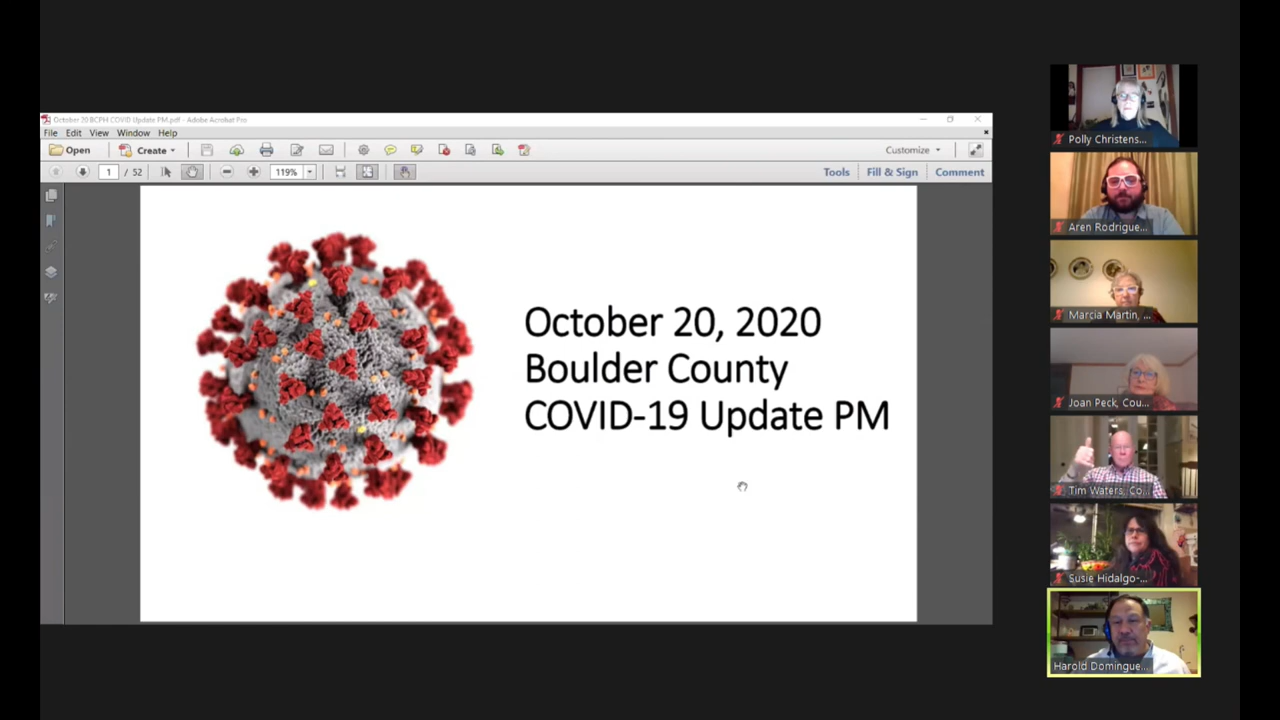 October 20 BCPH COVID Update PM.pdf - Adobe Acrobat Pro
File Edit View Window Help
Open Create Customize
1 / 52 119% Tools Fill & Sign Comment
October 20, 2020
Boulder County
COVID-19 Update PM
Polly Christens...
Aren Rodrigue...
Marcia Martin, ...
Joan Peck, Cou...
Tim Waters, Co...
Susie Hidalgo-...
Harold Domingue...